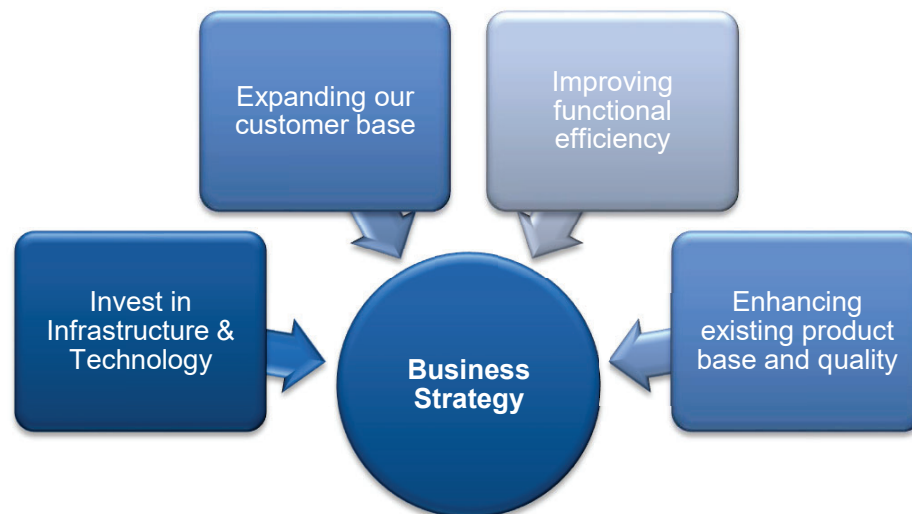 Expanding our
customer base
Improving
functional
efficiency
Invest in
Infrastructure &
Technology
Enhancing
existing product
base and quality
Business
Strategy